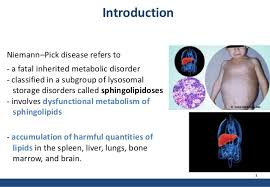 Introduction
Niemann–Pick disease refers to
- a fatal inherited metabolic disorder
- classified in a subgroup of lysosomal
storage disorders called sphingolipidoses
- involves dysfunctional metabolism of
sphingolipids
- accumulation of harmful quantities of
lipids in the spleen, liver, lungs, bone
marrow, and brain.
1